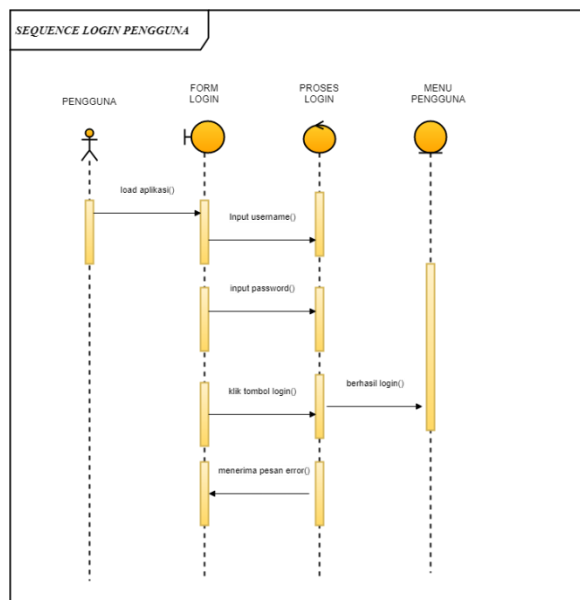 SEQUENCE LOGIN PENGGUNA
PENGGUNA
FORM
LOGIN
PROSES
LOGIN
MENU
PENGGUNA
load aplikasi()
Input username()
input password()
klik tombol login()
berhasil login()
menerima pesan error()